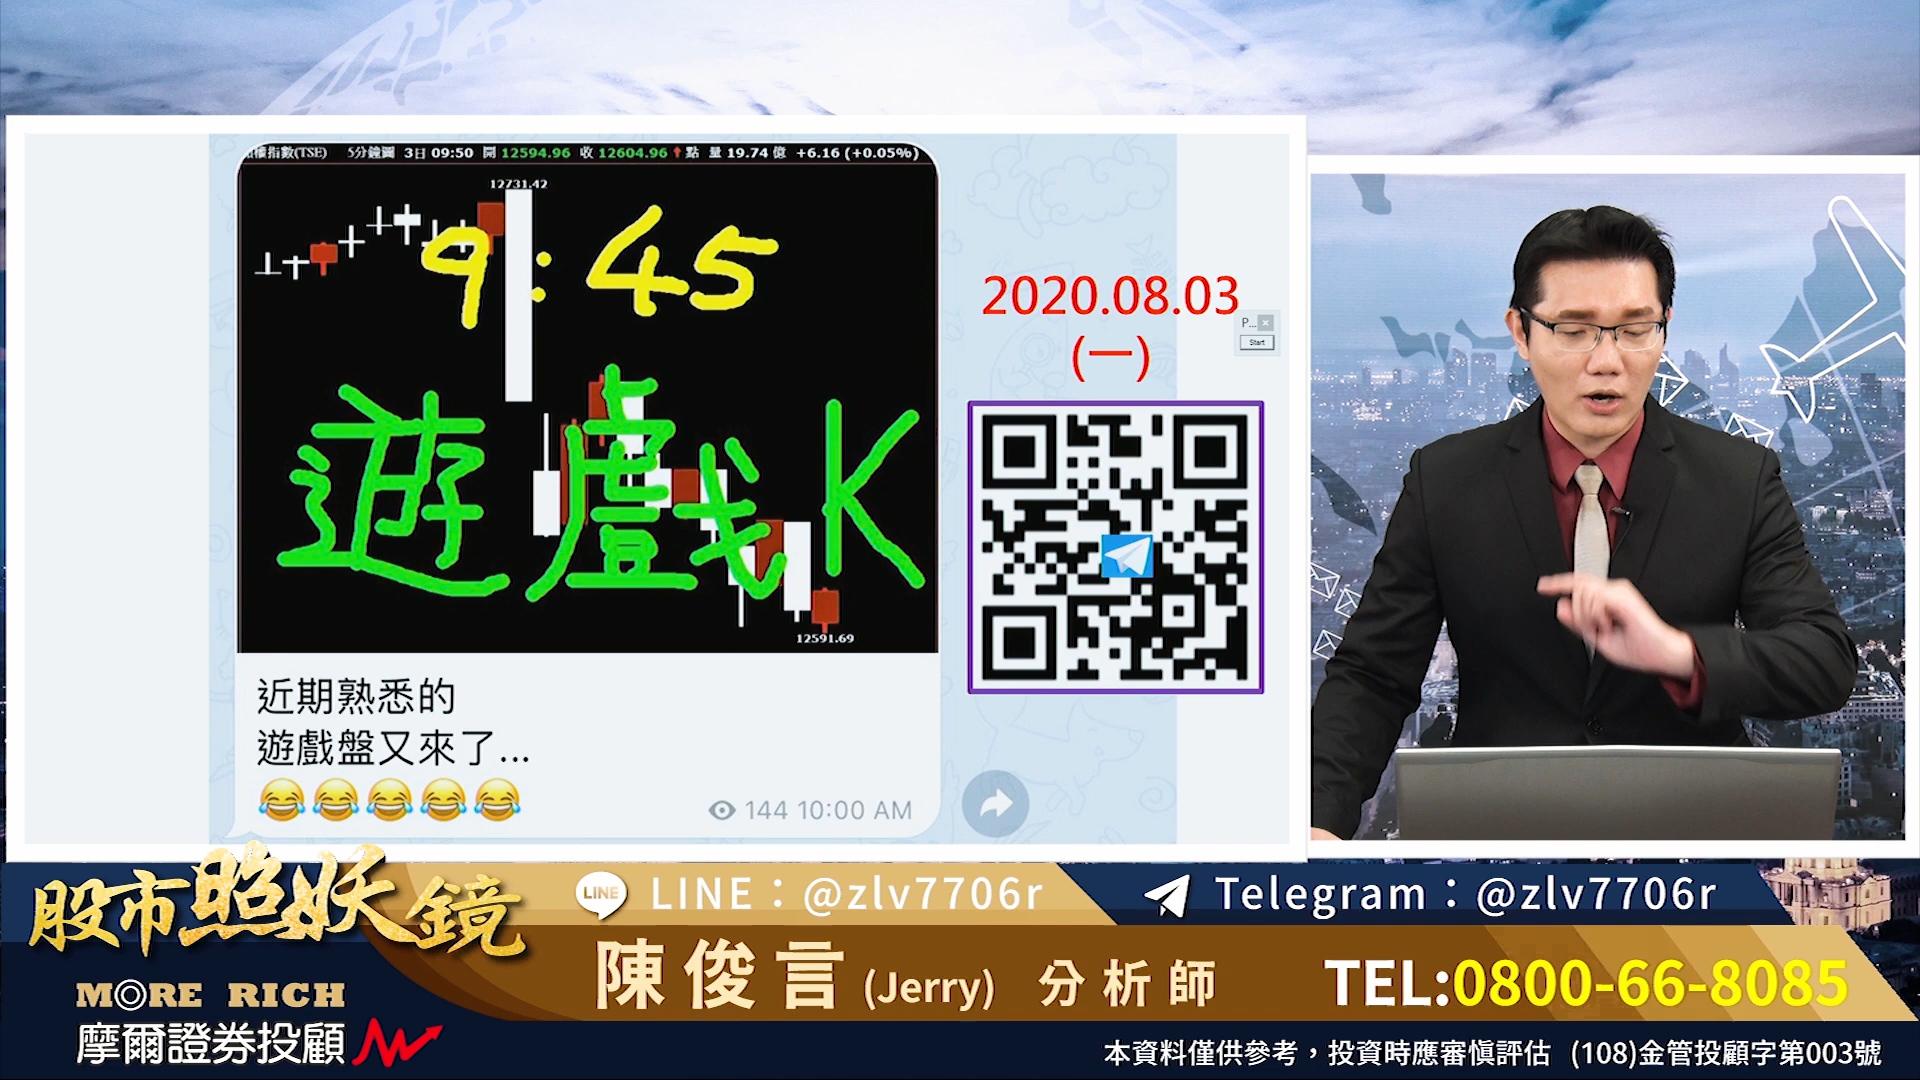 權指數(TSE) 5分鐘圖 3日 09:50 開 12594.96 收 12604.96 ↑ 點 量 19.74 億 +6.16 (+0.05%)
12731.42
9:45
遊戲K
12591.69
近期熟悉的
遊戲盤又來了...
😂😂😂😂😂
144 10:00 AM
2020.08.03
(一)
P...
Start
股市照妖鏡
MORE RICH
摩爾證券投顧
LINE
LINE：@zlv7706r
Telegram：@zlv7706r
陳俊言(Jerry) 分析師
TEL:0800-66-8085
本資料僅供參考，投資時應審慎評估 (108)金管投顧字第003號